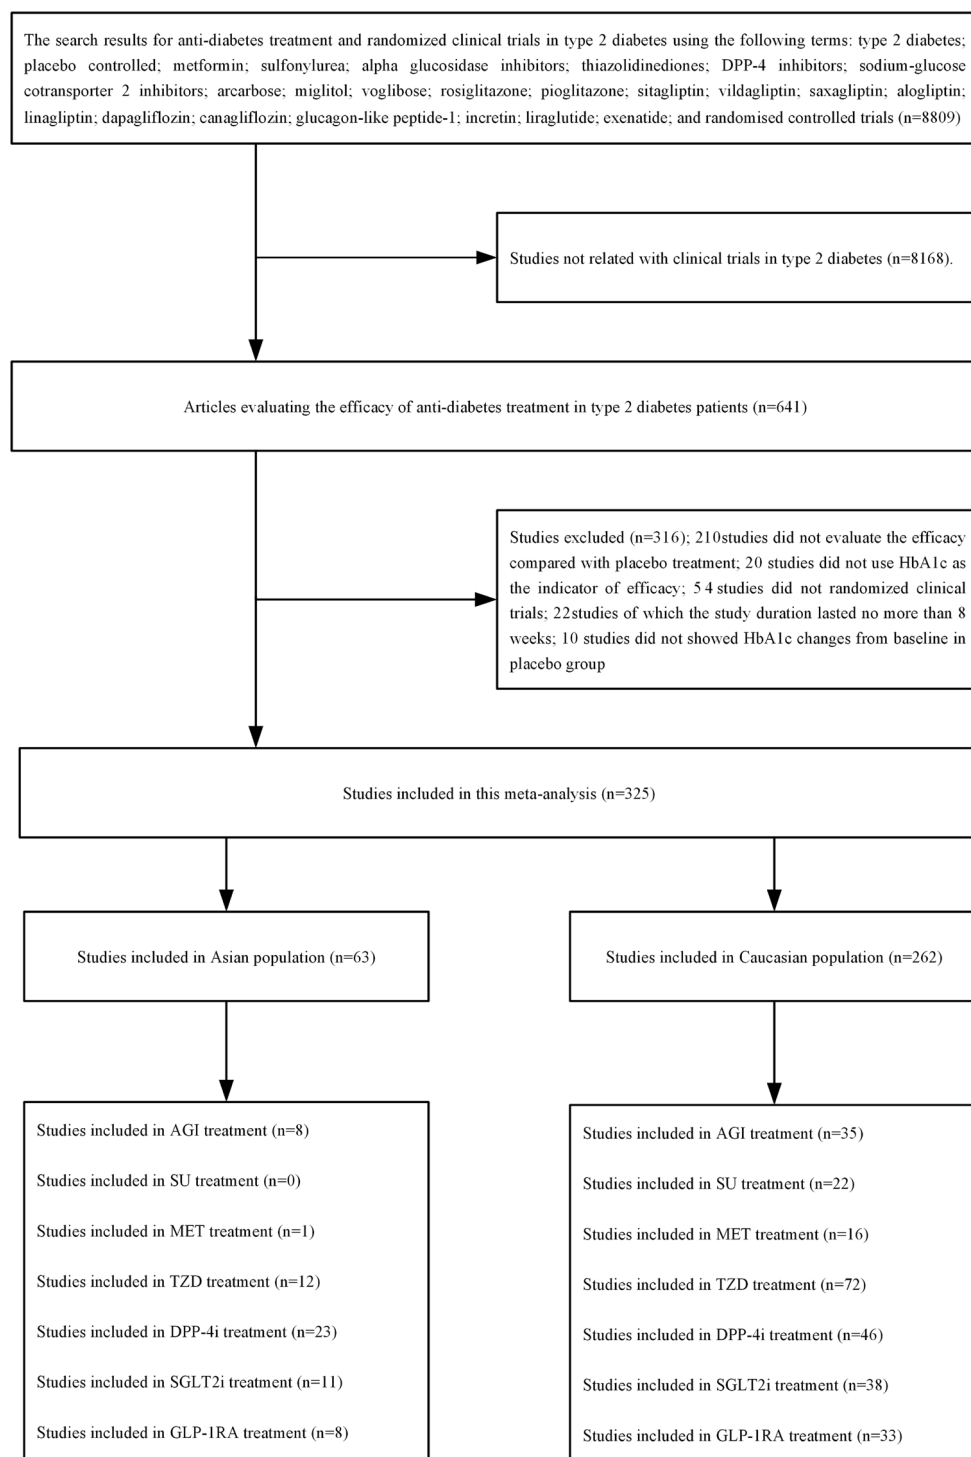 The search results for anti-diabetes treatment and randomized clinical trials in type 2 diabetes using the following terms: type 2 diabetes;
placebo controlled; metformin; sulfonylurea; alpha glucosidase inhibitors; thiazolidinediones; DPP-4 inhibitors; sodium-glucose
cotransporter 2 inhibitors; arcarbose; miglitol; voglibose; rosiglitazone; pioglitazone; sitagliptin; vildagliptin; saxagliptin; alogliptin;
linagliptin; dapagliflozin; canagliflozin; glucagon-like peptide-1; incretin; liraglutide; exenatide; and randomised controlled trials (n=8809)
Studies not related with clinical trials in type 2 diabetes (n=8168).
Articles evaluating the efficacy of anti-diabetes treatment in type 2 diabetes patients (n=641)
Studies excluded (n=316); 210studies did not evaluate the efficacy
compared with placebo treatment; 20 studies did not use HbA1c as
the indicator of efficacy; 54 studies did not randomized clinical
trials; 22studies of which the study duration lasted no more than 8
weeks; 10 studies did not showed HbA1c changes from baseline in
placebo group
Studies included in this meta-analysis (n=325)
Studies included in Asian population (n=63)
Studies included in Caucasian population (n=262)
Studies included in AGI treatment (n=8)
Studies included in SU treatment (n=0)
Studies included in MET treatment (n=1)
Studies included in TZD treatment (n=12)
Studies included in DPP-4i treatment (n=23)
Studies included in SGLT2i treatment (n=11)
Studies included in GLP-1RA treatment (n=8)
Studies included in AGI treatment (n=35)
Studies included in SU treatment (n=22)
Studies included in MET treatment (n=16)
Studies included in TZD treatment (n=72)
Studies included in DPP-4i treatment (n=46)
Studies included in SGLT2i treatment (n=38)
Studies included in GLP-1RA treatment (n=33)